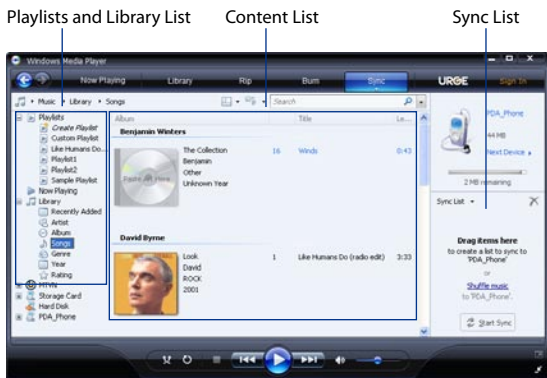 Playlists and Library List
Content List
Sync List
Windows Media Player
Now Playing
Library
Rip
Burn
Sync
URGE
Sign In
Music ▸ Library ▸ Songs
Search
Playlists
Create Playlist
Custom Playlist
Like Humans Do...
Playlist1
Playlist2
Sample Playlist
Now Playing
Library
Recently Added
Artist
Album
Songs
Genre
Year
Rating
MTVN
Storage Card
Hard Disk
PDA_Phone
Album
Title
Le...
Benjamin Winters
Paste Art Here
The Collection
Benjamin
Other
Unknown Year
16
Winds
0:43
David Byrne
Look
David
ROCK
2001
1
Like Humans Do (radio edit)
3:33
PDA_Phone
44 MB
Next Device
2 MB remaining
Sync List
Drag items here
to create a list to sync to
'PDA_Phone'
or
Shuffle music
to 'PDA_Phone'.
Start Sync